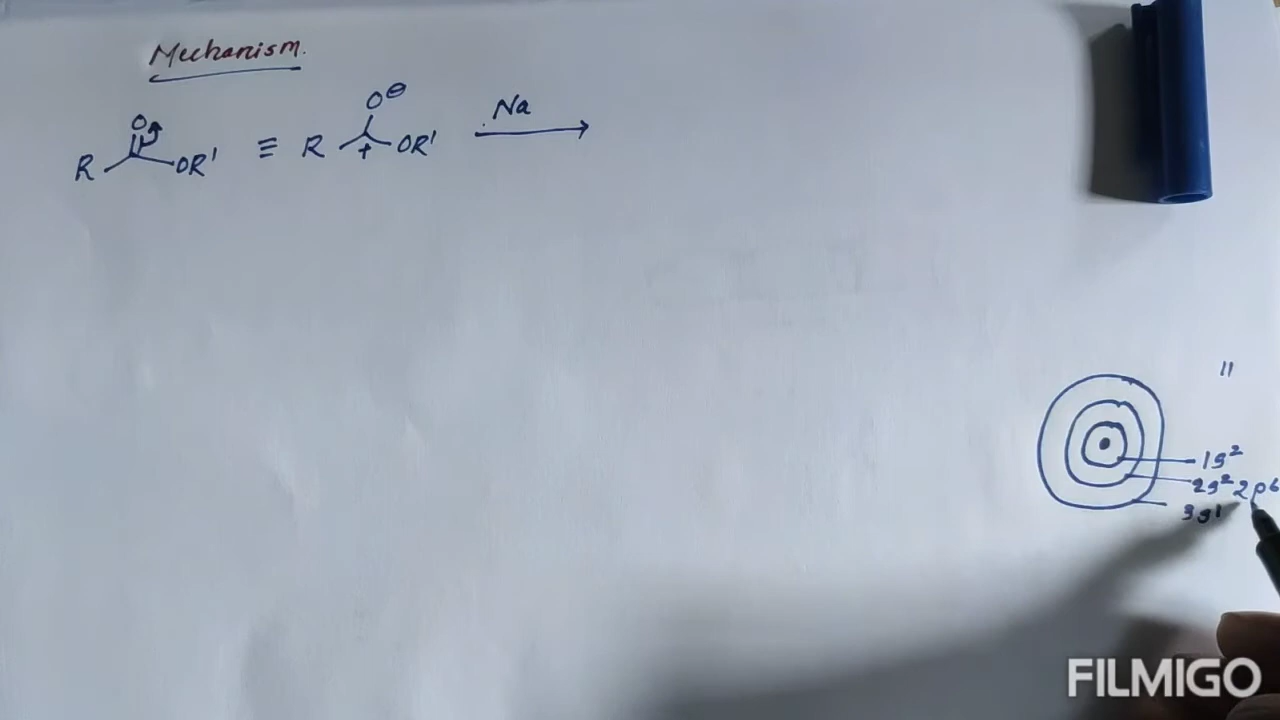 Mechanism.
O O⊖ Na
R OR' ≡ R + OR'
11
1s²
2s² 2p6
3s1
FILMIGO